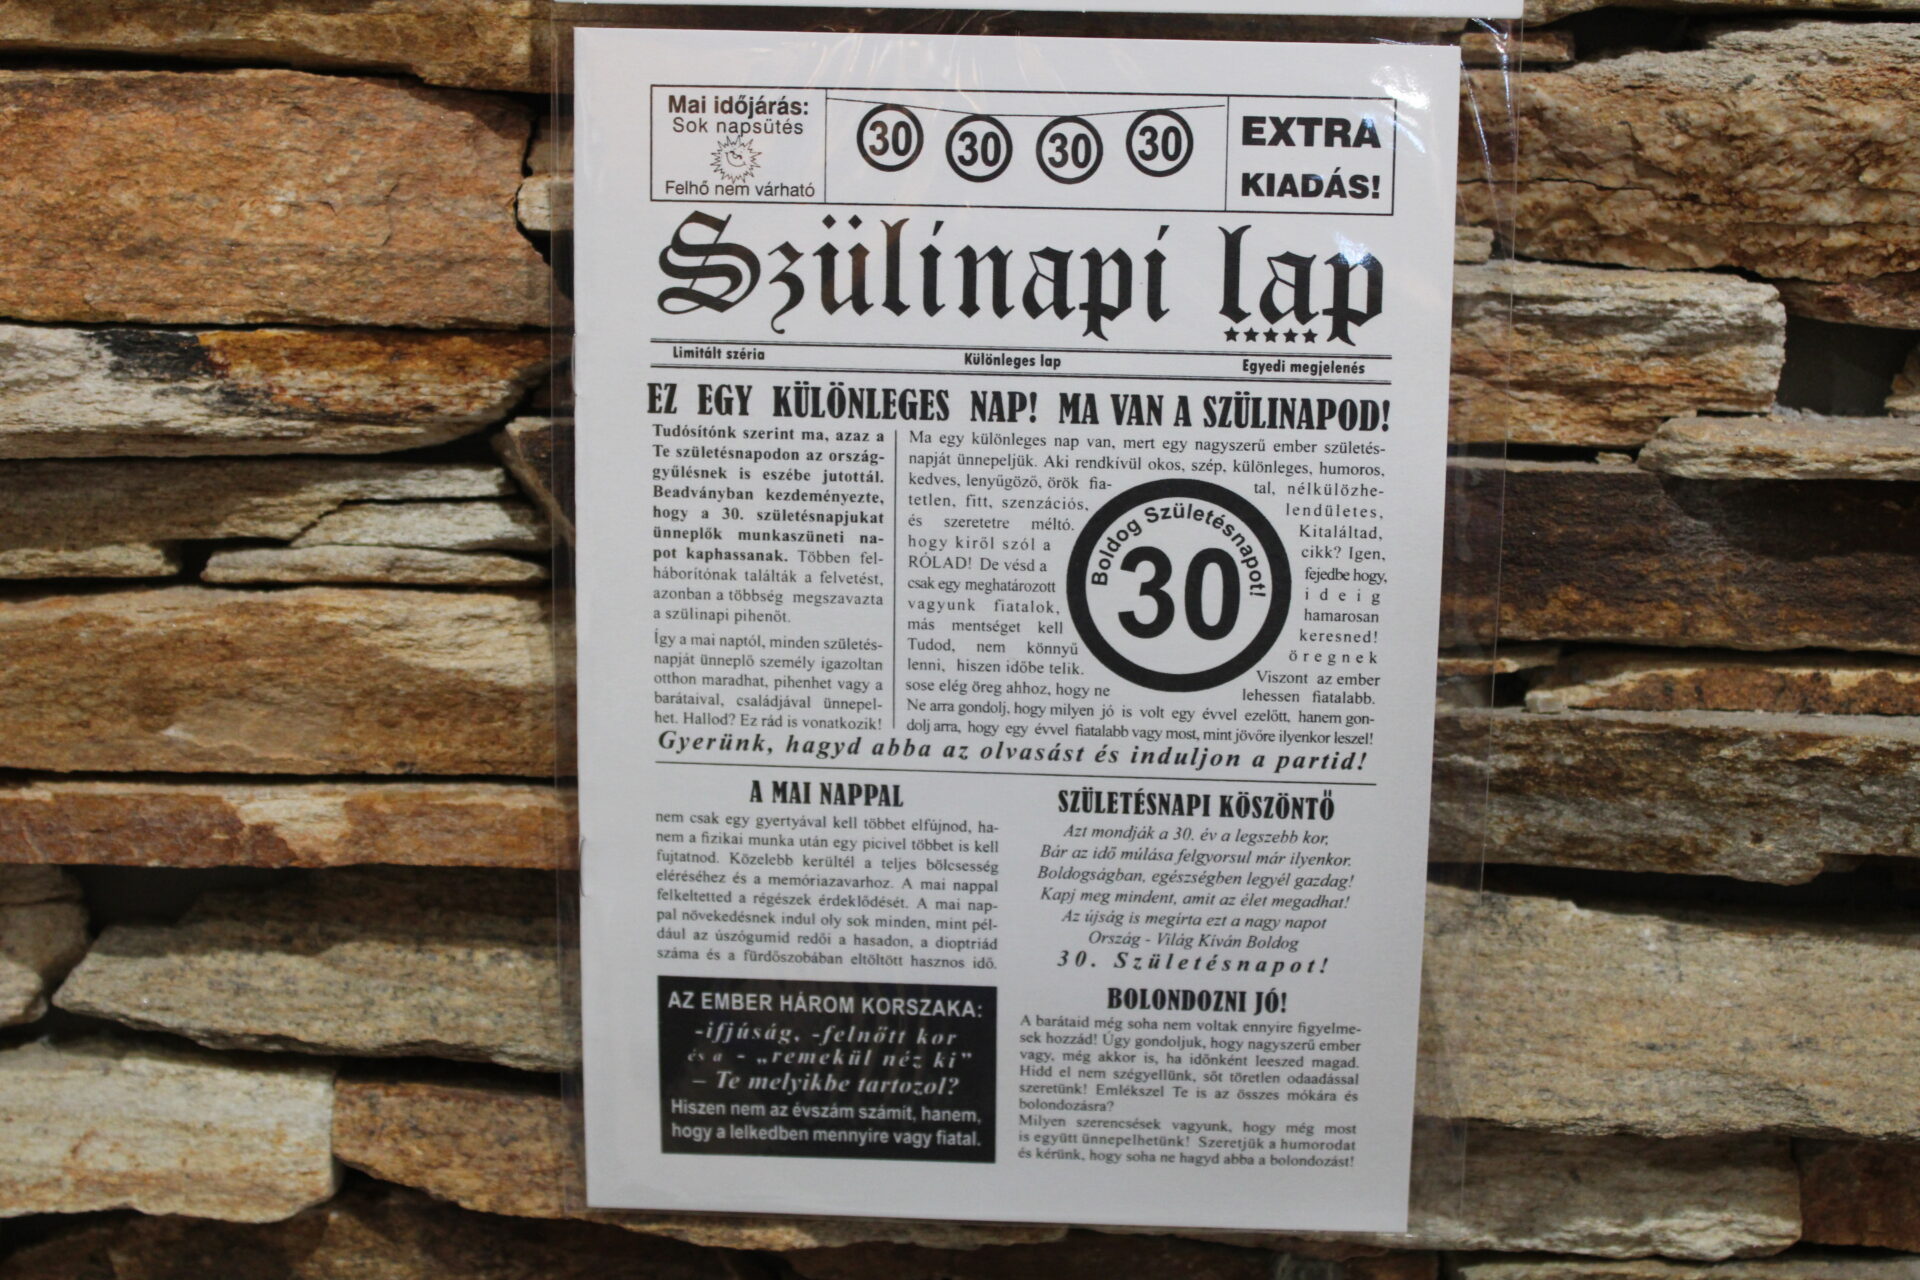 Mai időjárás:
Sok napsütés
Felhő nem várható
30 30 30 30
EXTRA
KIADÁS!
Szülinapi lap
Limitált széria Különleges lap Egyedi megjelenés
EZ EGY KÜLÖNLEGES NAP! MA VAN A SZÜLINAPOD!
Tudósítónk szerint ma, azaz a
Te születésnapodon az ország-
gyűlésnek is eszébe jutottál.
Beadványban kezdeményezte,
hogy a 30. születésnapjukat
ünneplők munkaszüneti na-
pot kaphassanak. Többen fel-
háborítónak találták a felvetést,
azonban a többség megszavazta
a szülinapi pihenőt.
Így a mai naptól, minden születés-
napját ünneplő személy igazoltan
otthon maradhat, pihenhet vagy a
barátaival, családjával ünnepel-
het. Hallod? Ez rád is vonatkozik!
Ma egy különleges nap van, mert egy nagyszerű ember születés-
napját ünnepeljük. Aki rendkívül okos, szép, különleges, humoros,
kedves, lenyűgöző, örök fia- tal, nélkülözhe-
tetlen, fitt, szenzációs, lendületes,
és szeretetre méltó. Kitaláltad,
hogy kiről szól a cikk? Igen,
RÓLAD! De vésd a fejedbe hogy,
csak egy meghatározott ideig
vagyunk fiatalok, hamarosan
más mentséget kell keresned!
Tudod, nem könnyű öregnek
lenni, hiszen időbe telik. Viszont az ember
sose elég öreg ahhoz, hogy ne lehessen fiatalabb.
Ne arra gondolj, hogy milyen jó is volt egy évvel ezelőtt, hanem gon-
dolj arra, hogy egy évvel fiatalabb vagy most, mint jövőre ilyenkor leszel!
Boldog Születésnapot!
30
Gyerünk, hagyd abba az olvasást és induljon a partid!
A MAI NAPPAL
nem csak egy gyertyával kell többet elfújnod, ha-
nem a fizikai munka után egy picivel többet is kell
fujtatnod. Közelebb kerültél a teljes bölcsesség
eléréséhez és a memóriazavarhoz. A mai nappal
felkeltetted a régészek érdeklődését. A mai nap-
pal növekedésnek indul oly sok minden, mint pél-
dául az úszógumid redői a hasadon, a dioptriád
száma és a fürdőszobában eltöltött hasznos idő.
AZ EMBER HÁROM KORSZAKA:
-ifjúság, -felnőtt kor
és a - „remekül néz ki”
– Te melyikbe tartozol?
Hiszen nem az évszám számít, hanem,
hogy a lelkedben mennyire vagy fiatal.
SZÜLETÉSNAPI KÖSZÖNTŐ
Azt mondják a 30. év a legszebb kor,
Bár az idő múlása felgyorsul már ilyenkor.
Boldogságban, egészségben legyél gazdag!
Kapj meg mindent, amit az élet megadhat!
Az újság is megírta ezt a nagy napot
Ország - Világ Kíván Boldog
30. Születésnapot!
BOLONDOZNI JÓ!
A barátaid még soha nem voltak ennyire figyelme-
sek hozzád! Úgy gondoljuk, hogy nagyszerű ember
vagy, még akkor is, ha időnként leeszed magad.
Hidd el nem szégyellünk, sőt töretlen odaadással
szeretünk! Emlékszel Te is az összes mókára és
bolondozásra?
Milyen szerencsések vagyunk, hogy még most
is együtt ünnepelhetünk! Szeretjük a humorodat
és kérünk, hogy soha ne hagyd abba a bolondozást!